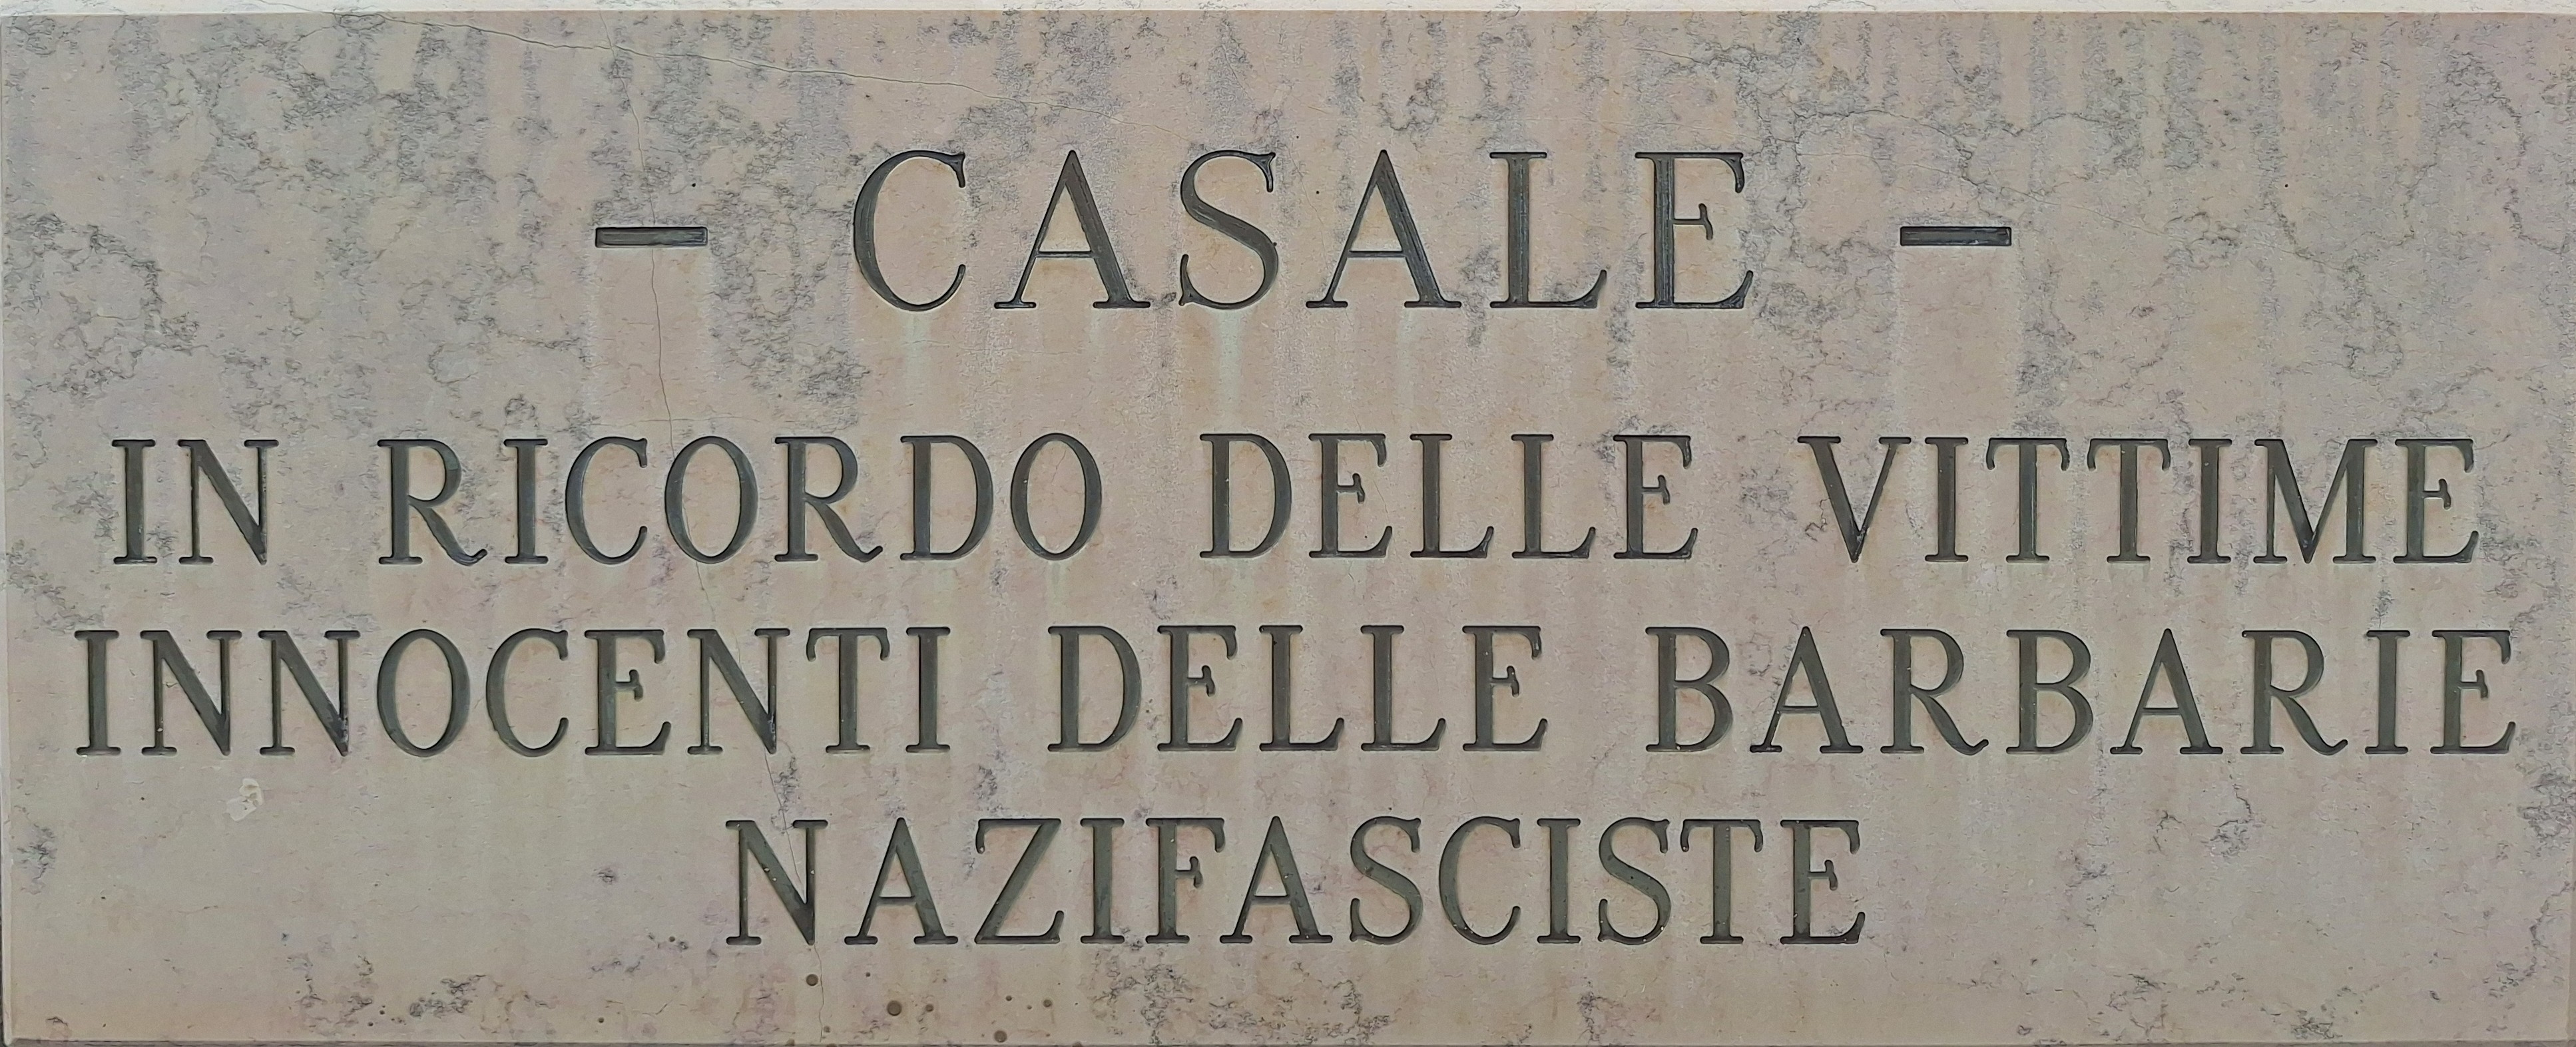 - CASALE -
IN RICORDO DELLE VITTIME
INNOCENTI DELLE BARBARIE
NAZIFASCISTE